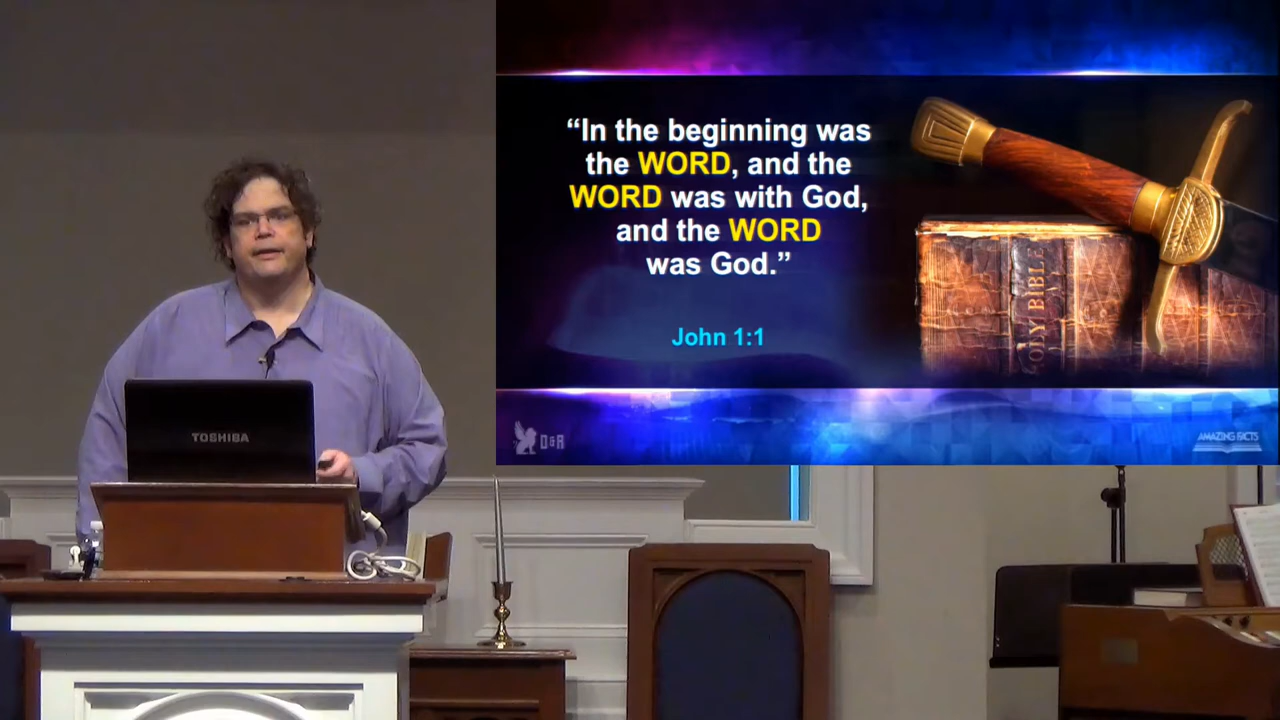 “In the beginning was
the WORD, and the
WORD was with God,
and the WORD
was God.”
John 1:1
HOLY BIBLE
D&R
AMAZING FACTS
TOSHIBA